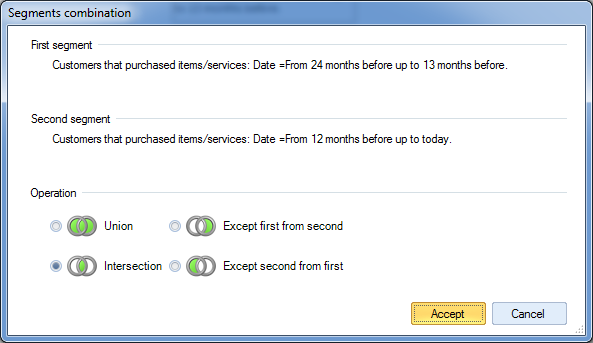 Segments combination
First segment
Customers that purchased items/services: Date =From 24 months before up to 13 months before.
Second segment
Customers that purchased items/services: Date =From 12 months before up to today.
Operation
Union Except first from second
Intersection Except second from first
Accept Cancel